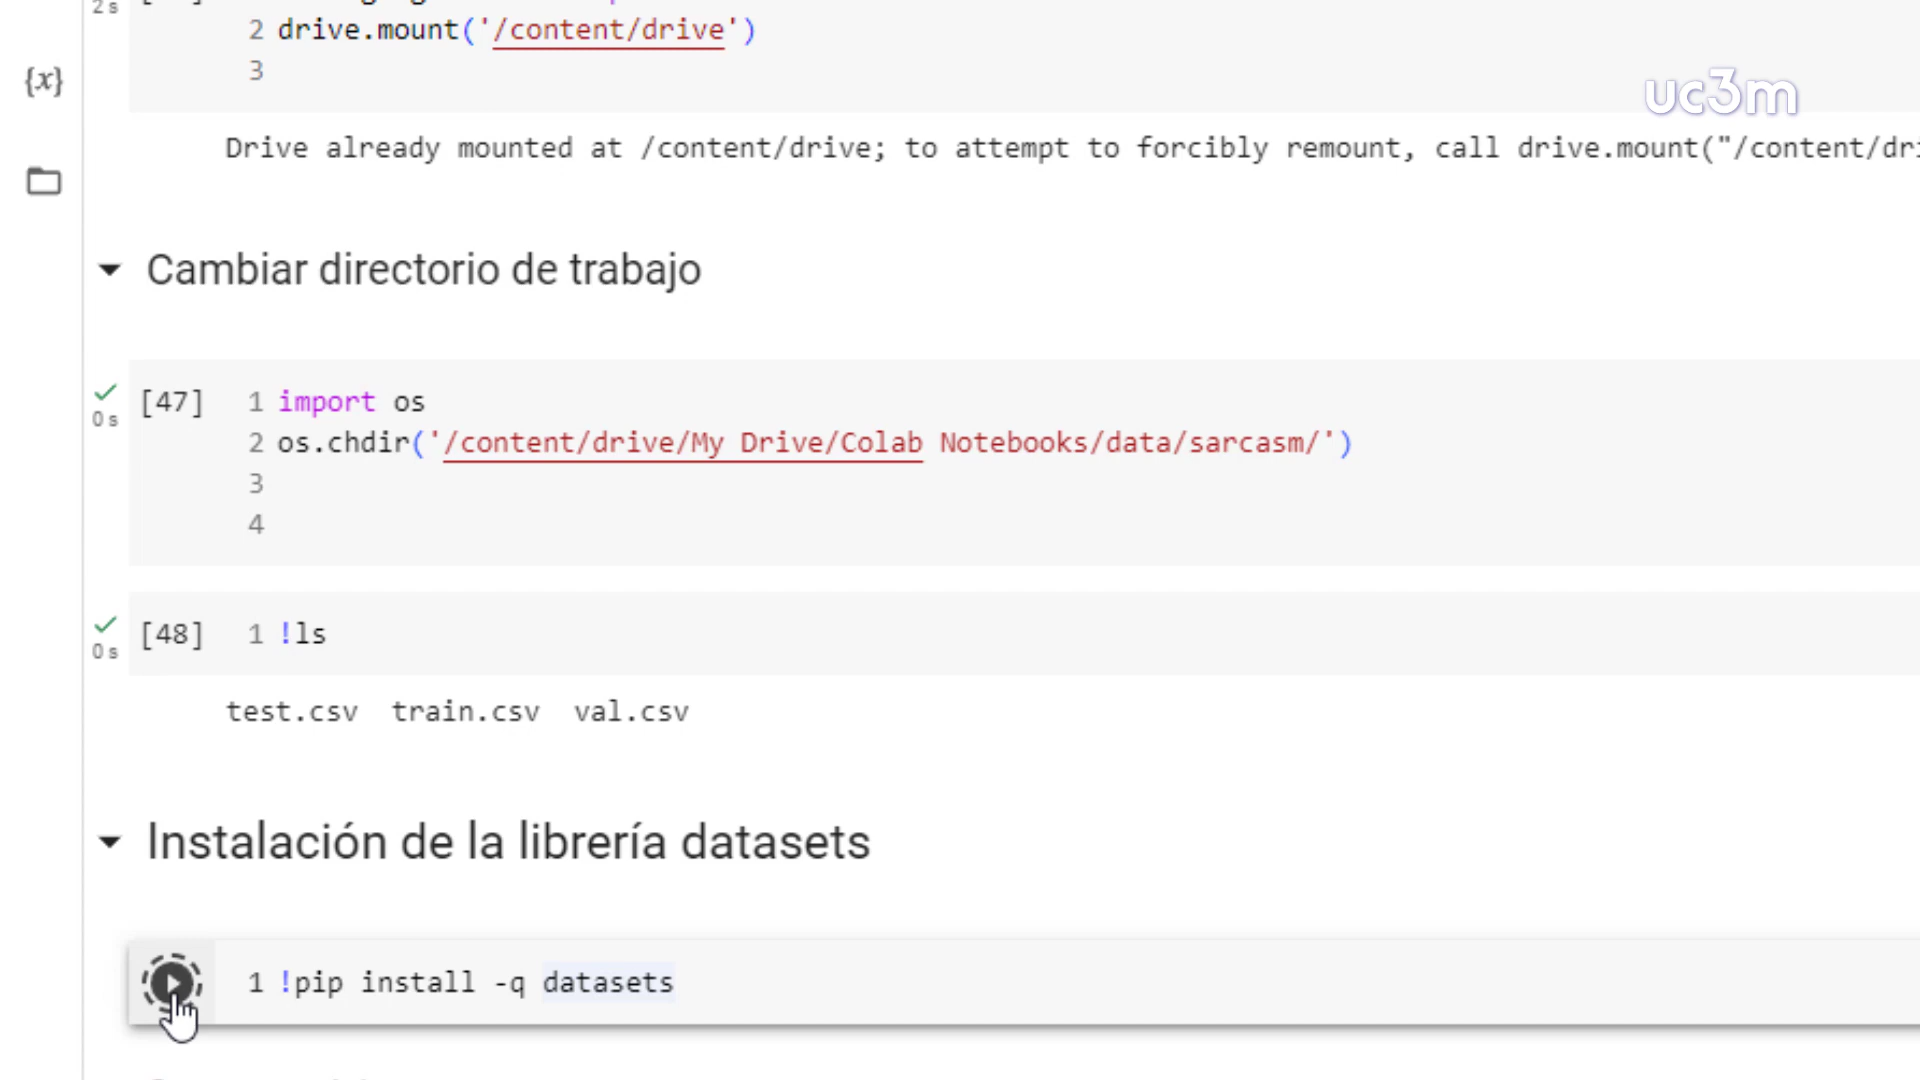 2s
2 drive.mount('/content/drive')
3
{x}
uc3m
Drive already mounted at /content/drive; to attempt to forcibly remount, call drive.mount("/content/dri
Cambiar directorio de trabajo
[47] 1 import os
0s
2 os.chdir('/content/drive/My Drive/Colab Notebooks/data/sarcasm/')
3
4
[48] 1 !ls
0s
test.csv train.csv val.csv
Instalación de la librería datasets
1 !pip install -q datasets